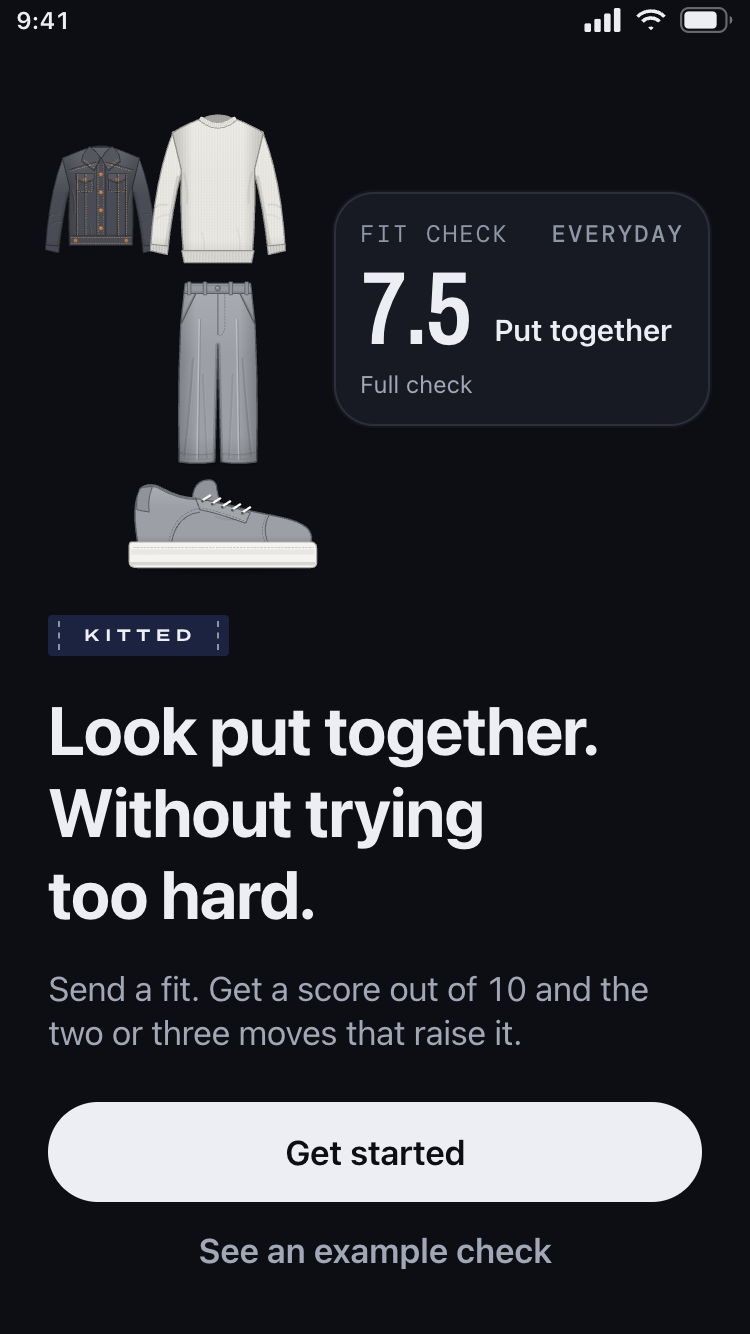 9:41
FIT CHECK EVERYDAY
7.5 Put together
Full check
KITTED
Look put together.
Without trying
too hard.
Send a fit. Get a score out of 10 and the
two or three moves that raise it.
Get started
See an example check